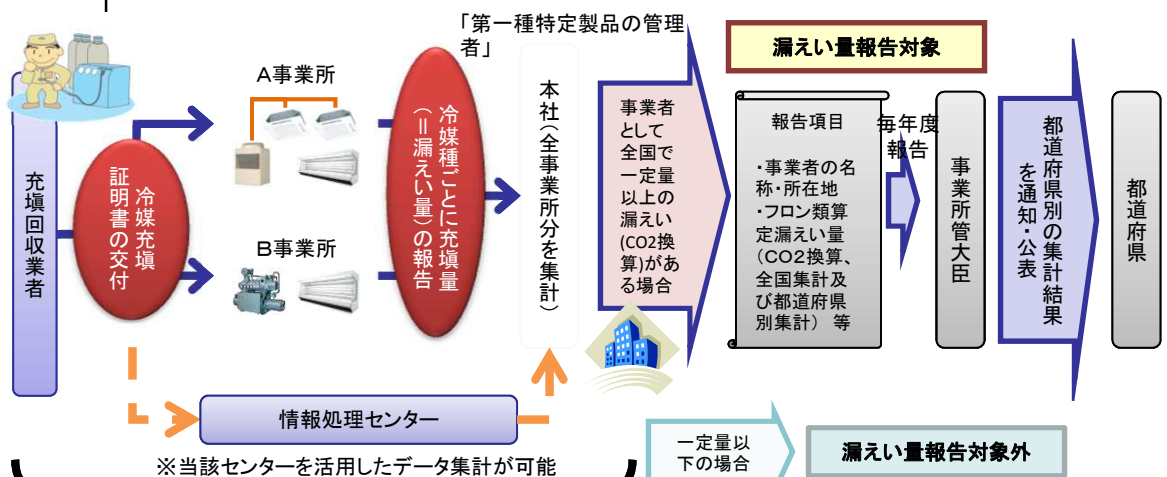 「第一種特定製品の管理
者」
漏えい量報告対象
充塡回収業者
冷媒充塡
証明書の交付
A事業所
B事業所
冷媒種ごとに充塡量
（＝漏えい量）の報告
本社（全事業所分を集計）
事業者
として
全国で
一定量
以上の
漏えい
(CO2換
算)があ
る場合
報告項目
・事業者の名
称・所在地
・フロン類算
定漏えい量
（CO２換算、
全国集計及
び都道府県
別集計） 等
毎年度
報告
事業所管大臣
都道府県別の集計結果
を通知・公表
都道府県
情報処理センター
※当該センターを活用したデータ集計が可能
一定量以
下の場合
漏えい量報告対象外